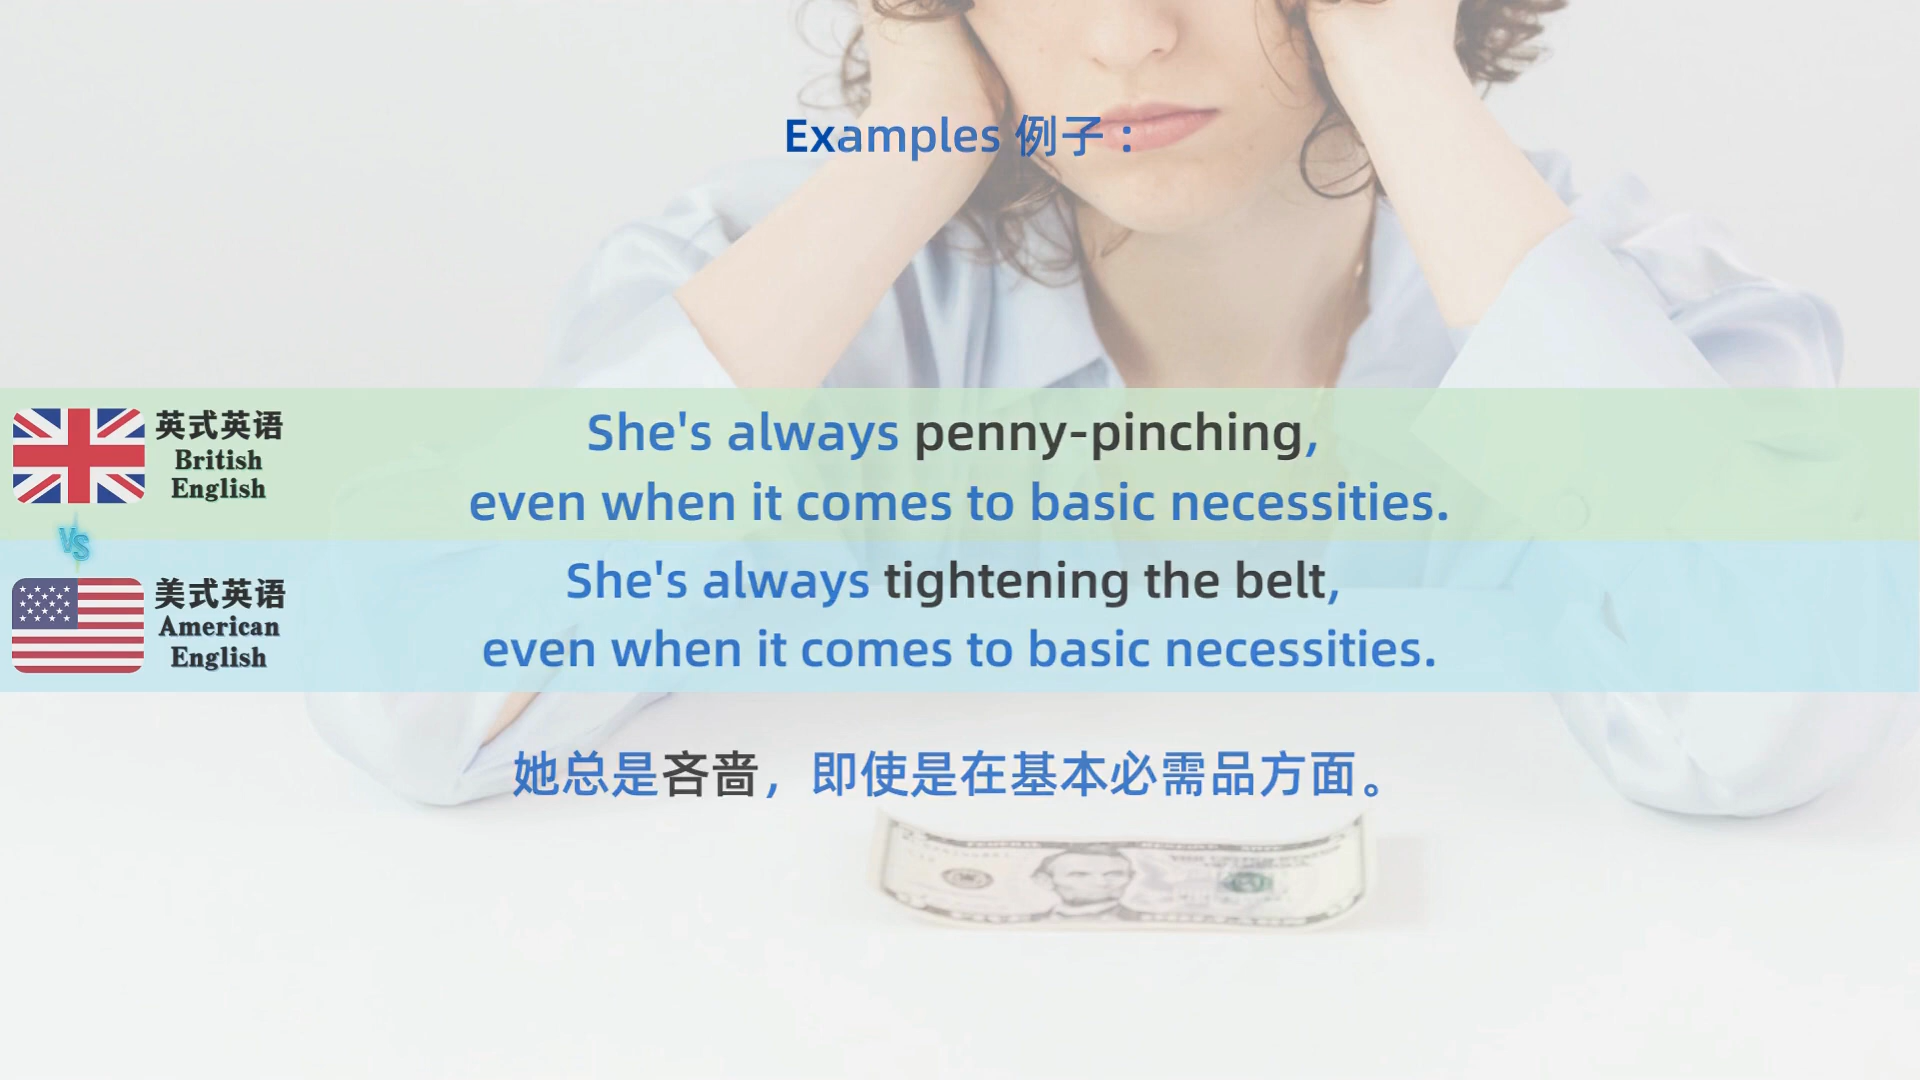 Examples 例子：
英式英语
British
English
She's always penny-pinching,
even when it comes to basic necessities.
VS
美式英语
American
English
She's always tightening the belt,
even when it comes to basic necessities.
她总是吝啬，即使是在基本必需品方面。